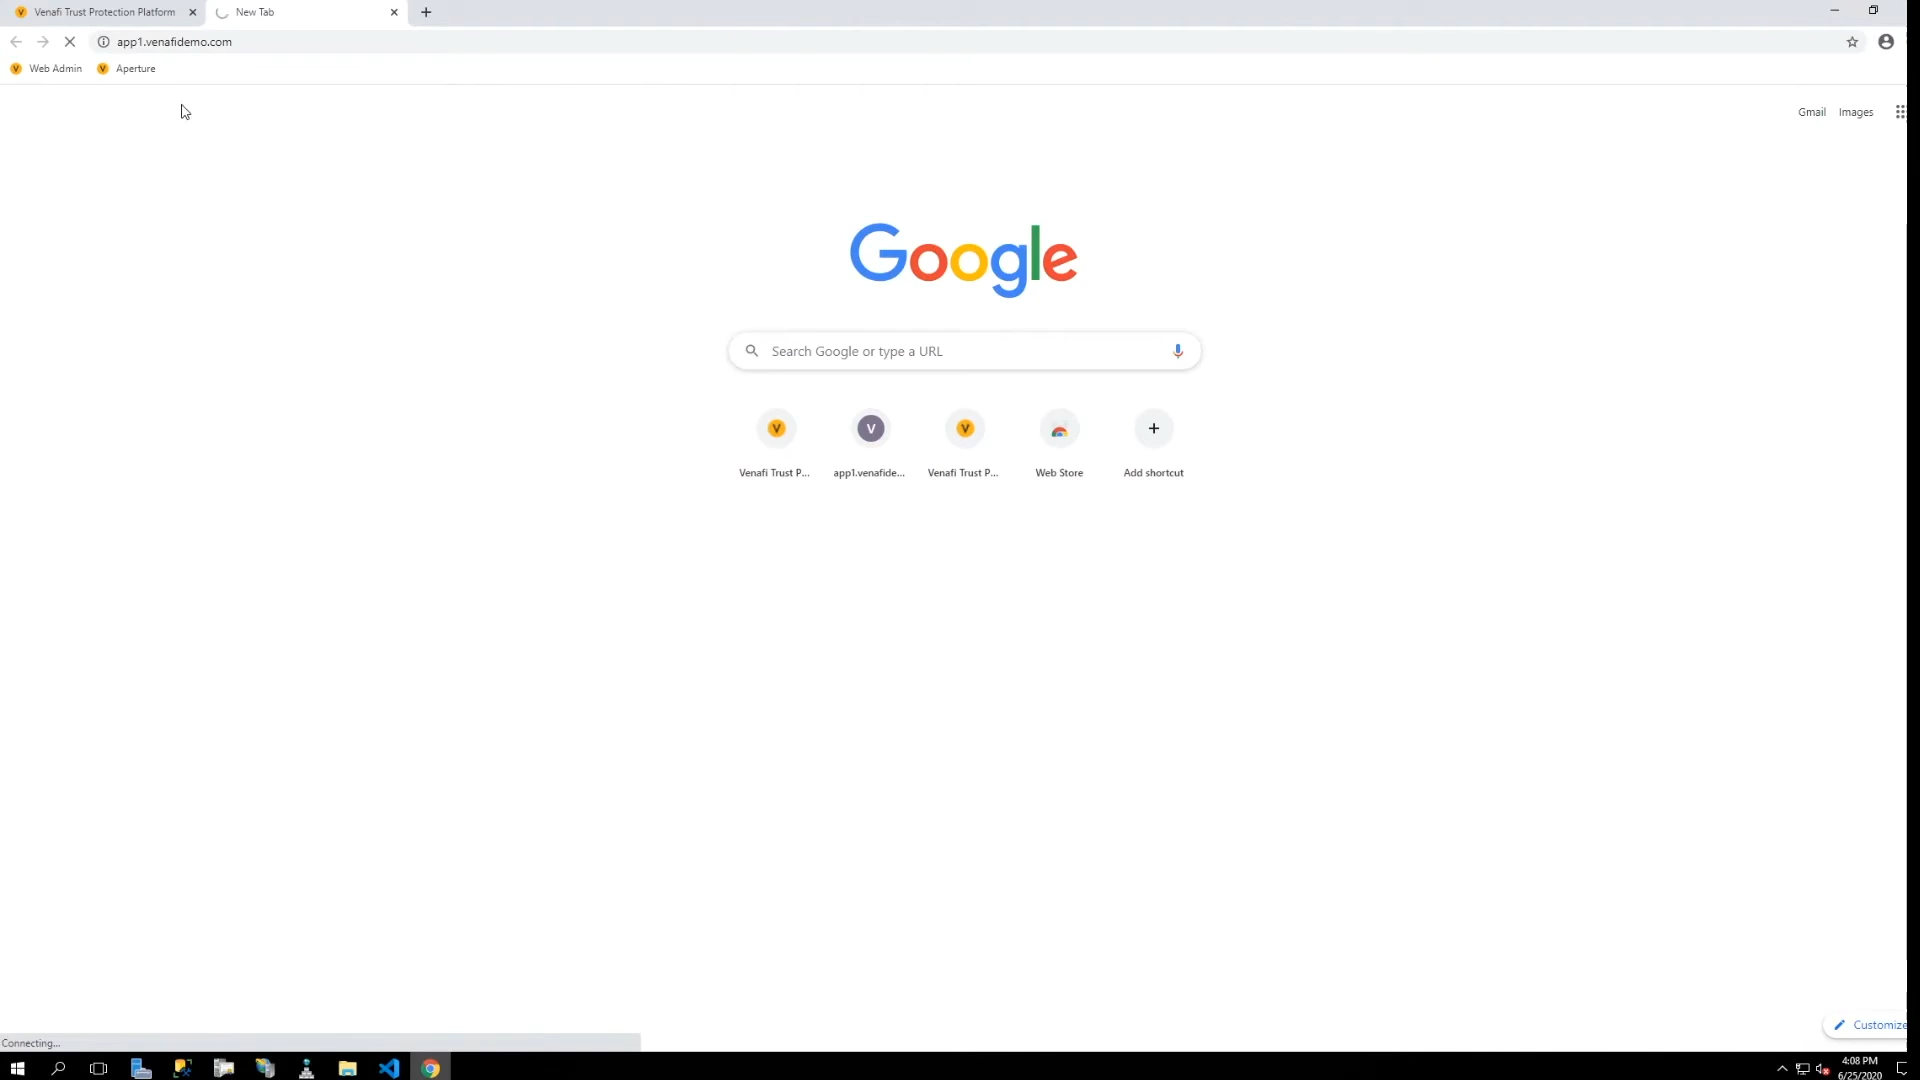 Venafi Trust Protection Platform
New Tab
app1.venafidemo.com
Web Admin
Aperture
Gmail
Images
Google
Search Google or type a URL
V
V
V
Venafi Trust P...
app1.venafide...
Venafi Trust P...
Web Store
Add shortcut
Customize
Connecting...
4:08 PM
6/25/2020